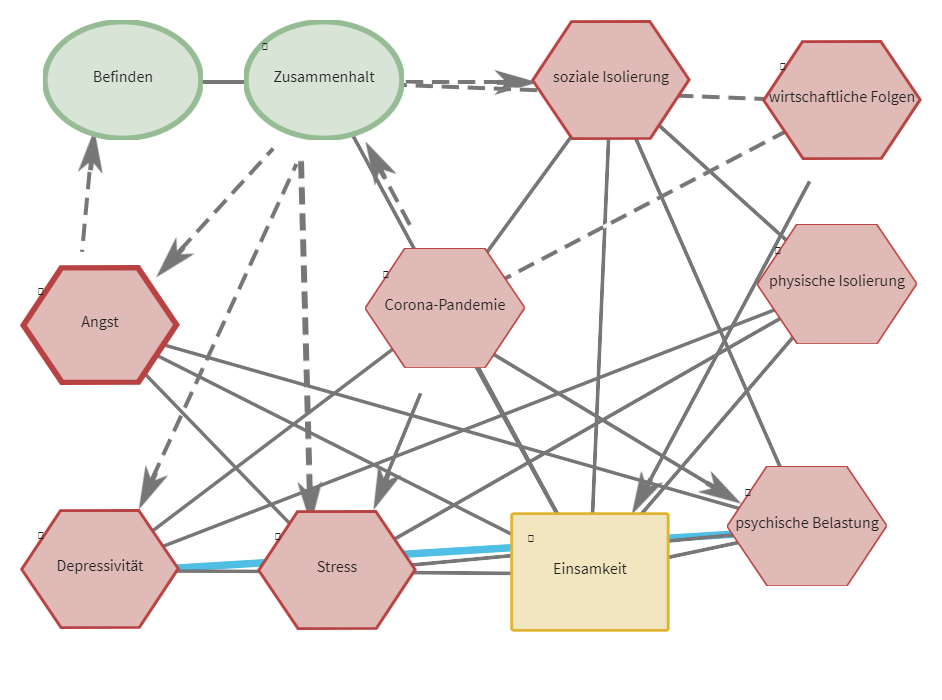 Befinden
Zusammenhalt
soziale Isolierung
wirtschaftliche Folgen
physische Isolierung
Corona-Pandemie
Angst
psychische Belastung
Depressivität
Stress
Einsamkeit